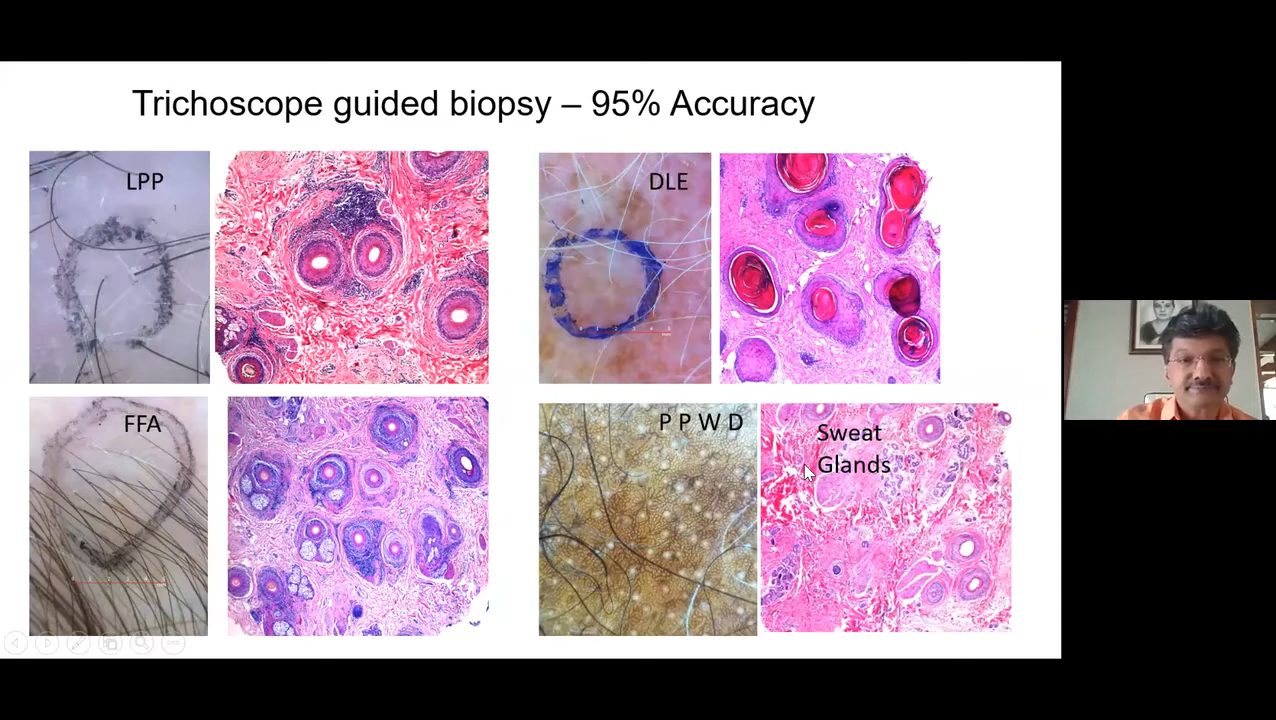 Trichoscope guided biopsy – 95% Accuracy
LPP
DLE
FFA
P P W D
Sweat
Glands